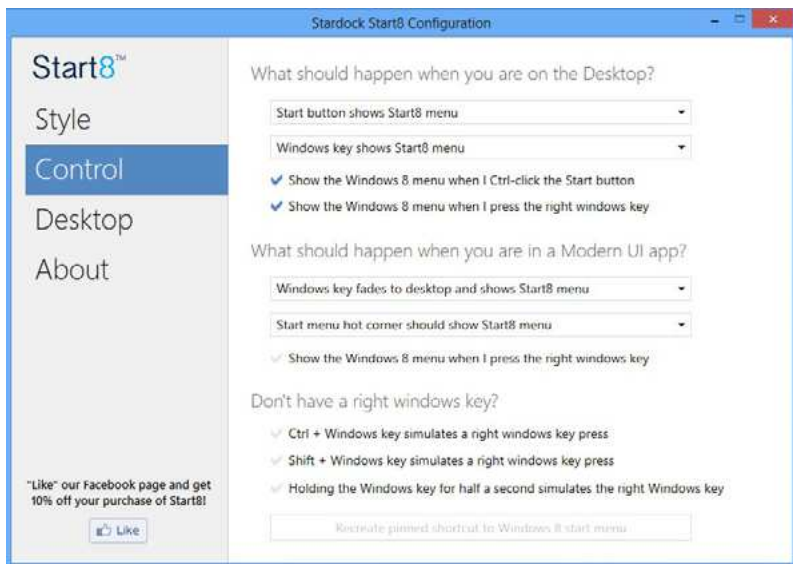 Stardock Start8 Configuration
Start8™
Style
Control
Desktop
About
"Like" our Facebook page and get
10% off your purchase of Start8!
Like
What should happen when you are on the Desktop?
Start button shows Start8 menu
Windows key shows Start8 menu
Show the Windows 8 menu when I Ctrl-click the Start button
Show the Windows 8 menu when I press the right windows key
What should happen when you are in a Modern UI app?
Windows key fades to desktop and shows Start8 menu
Start menu hot corner should show Start8 menu
Show the Windows 8 menu when I press the right windows key
Don't have a right windows key?
Ctrl + Windows key simulates a right windows key press
Shift + Windows key simulates a right windows key press
Holding the Windows key for half a second simulates the right Windows key
Recreate pinned shortcut to Windows 8 start menu